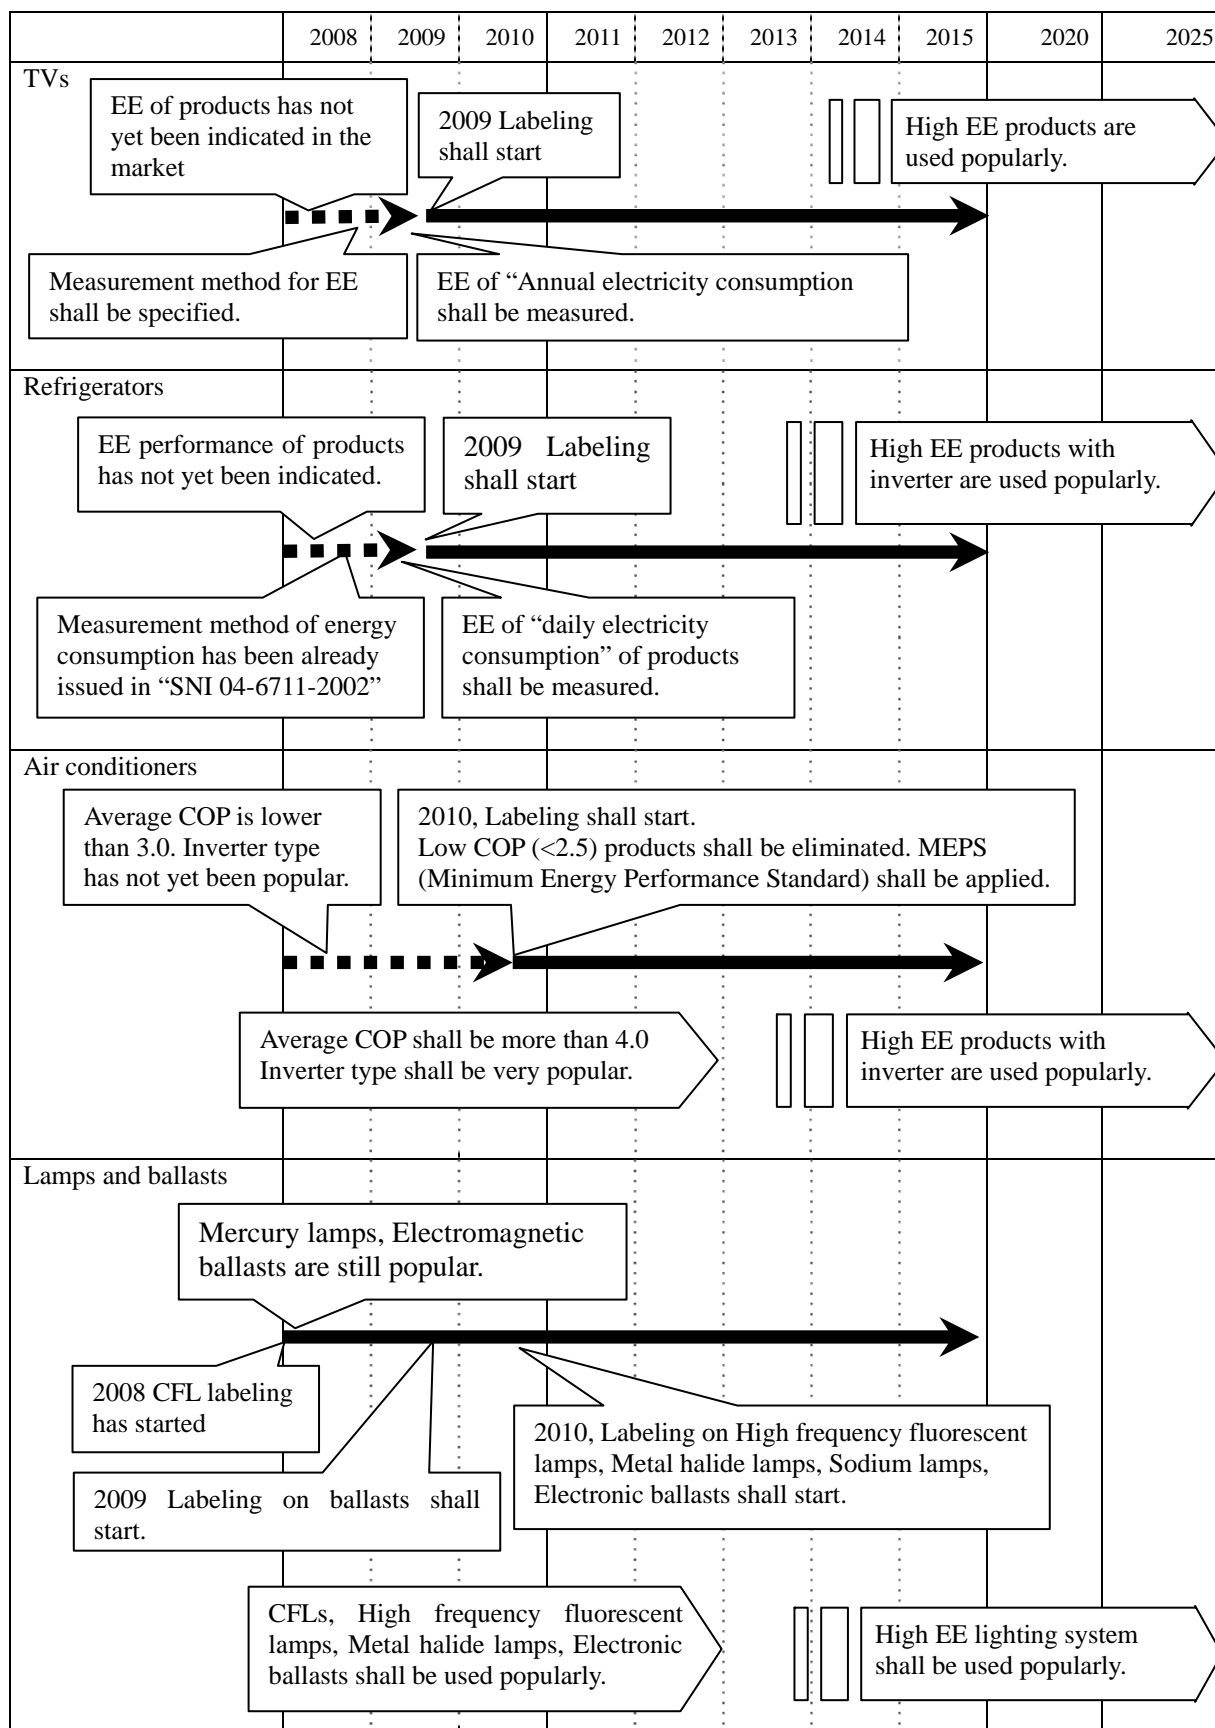 2008 2009 2010 2011 2012 2013 2014 2015 2020 2025
TVs
EE of products has not
yet been indicated in the
market
2009 Labeling
shall start
High EE products are
used popularly.
Measurement method for EE
shall be specified.
EE of “Annual electricity consumption
shall be measured.
Refrigerators
EE performance of products
has not yet been indicated.
2009 Labeling
shall start
High EE products with
inverter are used popularly.
Measurement method of energy
consumption has been already
issued in “SNI 04-6711-2002”
EE of “daily electricity
consumption” of products
shall be measured.
Air conditioners
Average COP is lower
than 3.0. Inverter type
has not yet been popular.
2010, Labeling shall start.
Low COP (<2.5) products shall be eliminated. MEPS
(Minimum Energy Performance Standard) shall be applied.
Average COP shall be more than 4.0
Inverter type shall be very popular.
High EE products with
inverter are used popularly.
Lamps and ballasts
Mercury lamps, Electromagnetic
ballasts are still popular.
2008 CFL labeling
has started
2009 Labeling on ballasts shall
start.
2010, Labeling on High frequency fluorescent
lamps, Metal halide lamps, Sodium lamps,
Electronic ballasts shall start.
CFLs, High frequency fluorescent
lamps, Metal halide lamps, Electronic
ballasts shall be used popularly.
High EE lighting system
shall be used popularly.